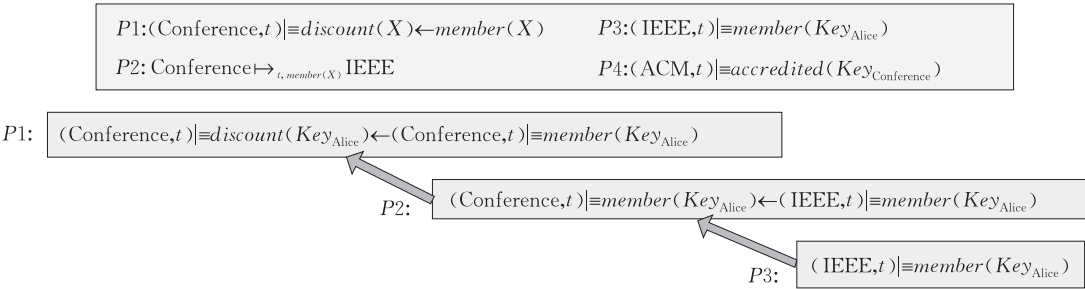 P1:(Conference,t)|≡discount(X)←member(X) P3:(IEEE,t)|≡member(Key_Alice)
P2:Conference↦_t, member(X) IEEE P4:(ACM,t)|≡accredited(Key_Conference)
P1: (Conference,t)|≡discount(Key_Alice)←(Conference,t)|≡member(Key_Alice)
P2: (Conference,t)|≡member(Key_Alice)←(IEEE,t)|≡member(Key_Alice)
P3: (IEEE,t)|≡member(Key_Alice)